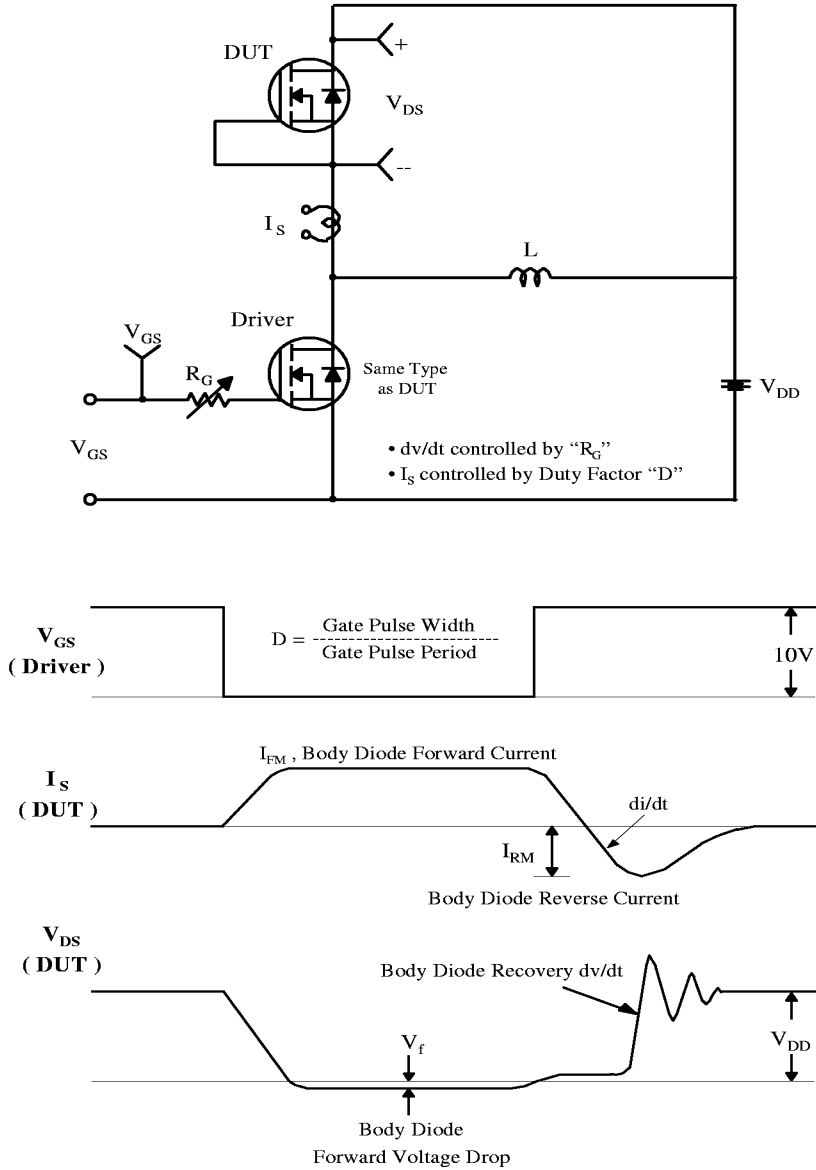 DUT
+
V_DS
--
I_S
L
Driver
V_GS
R_G
Same Type
as DUT
V_DD
V_GS
• dv/dt controlled by “R_G”
• I_S controlled by Duty Factor “D”
V_GS
( Driver )
D = Gate Pulse Width
--------------------------
Gate Pulse Period
10V
I_FM , Body Diode Forward Current
I_S
( DUT )
di/dt
I_RM
Body Diode Reverse Current
V_DS
( DUT )
Body Diode Recovery dv/dt
V_f
V_DD
Body Diode
Forward Voltage Drop